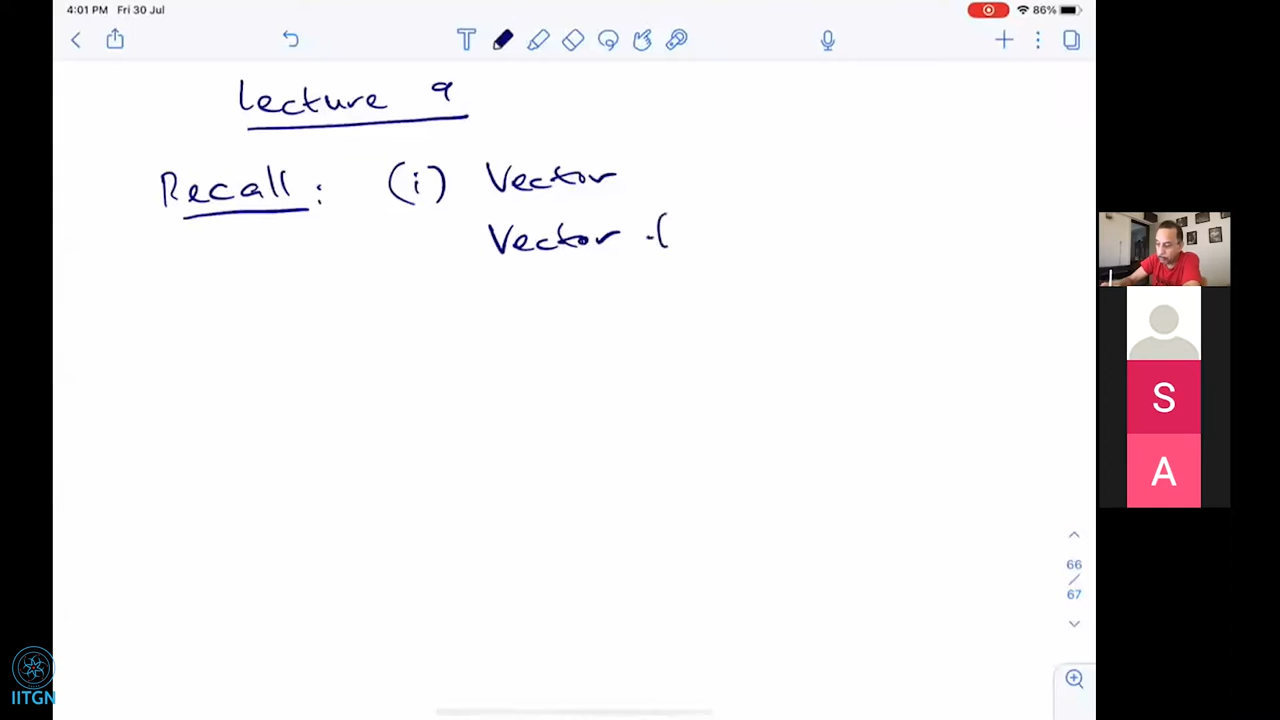 4:01 PM Fri 30 Jul
86%
T
Lecture 9
Recall: (i) Vector
Vector
S
A
66
67
IITGN